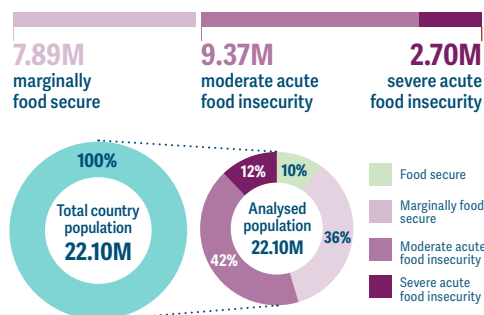 7.89M
marginally
food secure
9.37M
moderate acute
food insecurity
2.70M
severe acute
food insecurity
100%
Total country
population
22.10M
12%
10%
36%
42%
Analysed
population
22.10M
Food secure
Marginally food
secure
Moderate acute
food insecurity
Severe acute
food insecurity